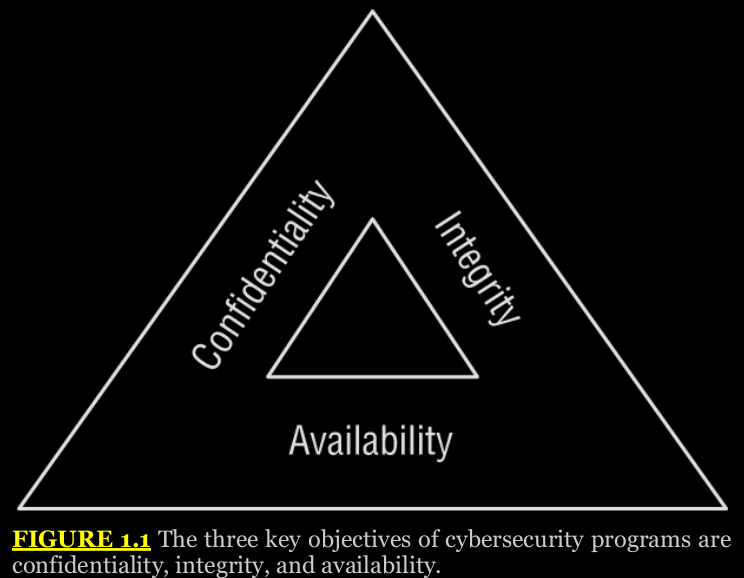 Confidentiality
Integrity
Availability
FIGURE 1.1 The three key objectives of cybersecurity programs are
confidentiality, integrity, and availability.